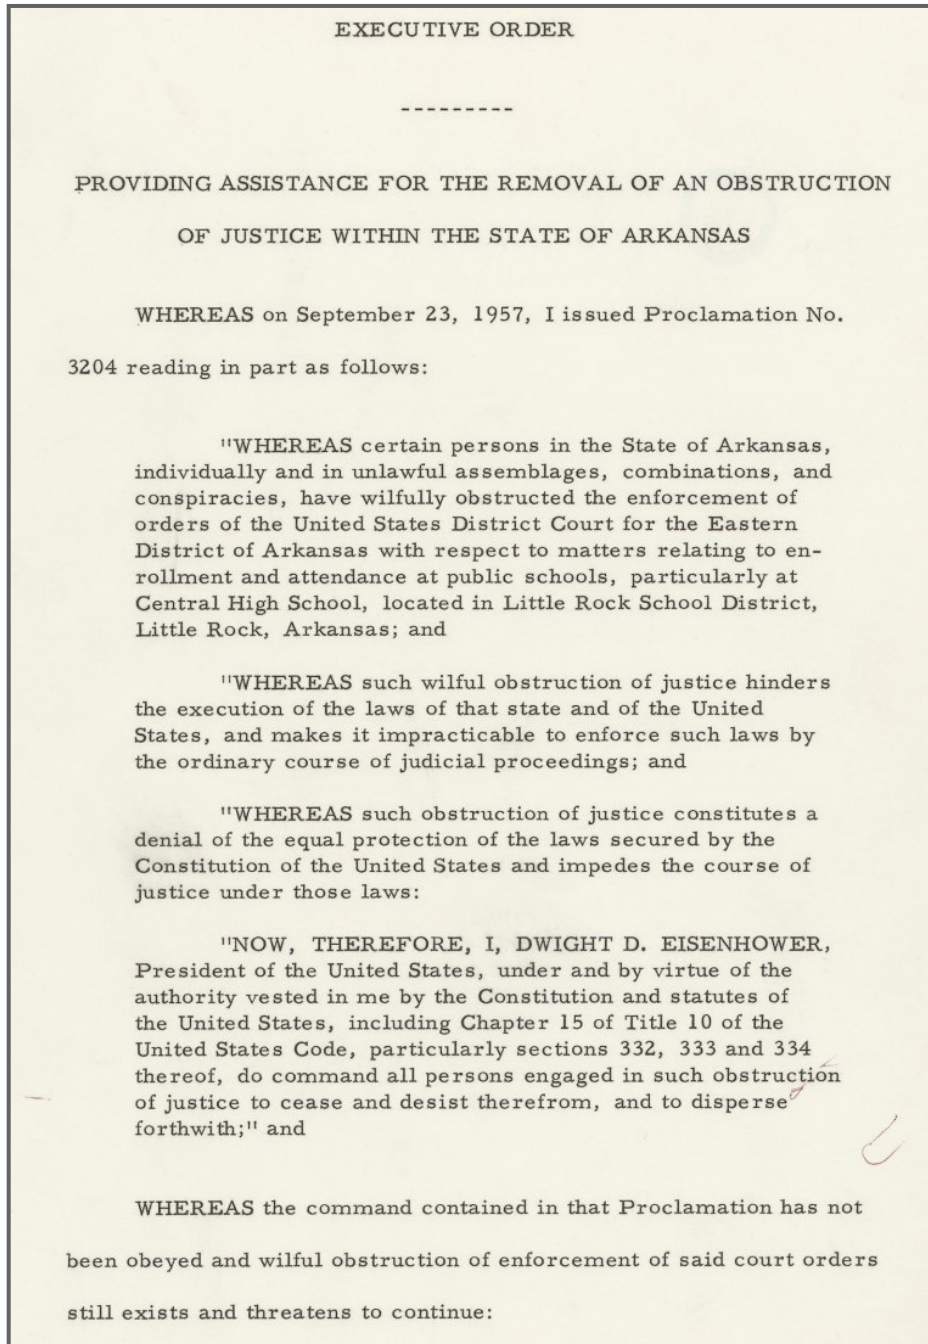 EXECUTIVE ORDER
---------
PROVIDING ASSISTANCE FOR THE REMOVAL OF AN OBSTRUCTION
OF JUSTICE WITHIN THE STATE OF ARKANSAS
WHEREAS on September 23, 1957, I issued Proclamation No.
3204 reading in part as follows:
"WHEREAS certain persons in the State of Arkansas,
individually and in unlawful assemblages, combinations, and
conspiracies, have wilfully obstructed the enforcement of
orders of the United States District Court for the Eastern
District of Arkansas with respect to matters relating to en-
rollment and attendance at public schools, particularly at
Central High School, located in Little Rock School District,
Little Rock, Arkansas; and
"WHEREAS such wilful obstruction of justice hinders
the execution of the laws of that state and of the United
States, and makes it impracticable to enforce such laws by
the ordinary course of judicial proceedings; and
"WHEREAS such obstruction of justice constitutes a
denial of the equal protection of the laws secured by the
Constitution of the United States and impedes the course of
justice under those laws:
"NOW, THEREFORE, I, DWIGHT D. EISENHOWER,
President of the United States, under and by virtue of the
authority vested in me by the Constitution and statutes of
the United States, including Chapter 15 of Title 10 of the
United States Code, particularly sections 332, 333 and 334
thereof, do command all persons engaged in such obstruction
of justice to cease and desist therefrom, and to disperse
forthwith;" and
WHEREAS the command contained in that Proclamation has not
been obeyed and wilful obstruction of enforcement of said court orders
still exists and threatens to continue: